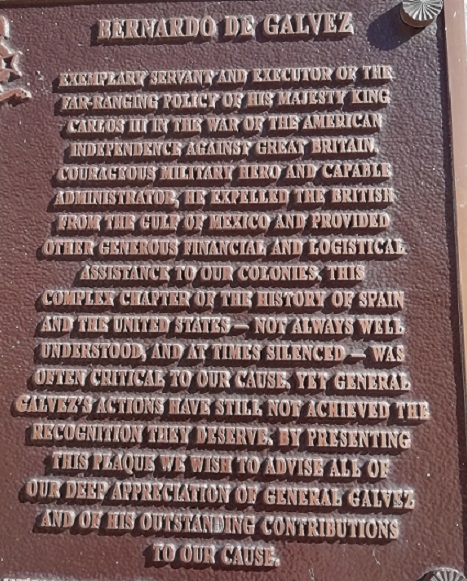 BERNARDO DE GALVEZ
EXEMPLARY SERVANT AND EXECUTOR OF THE
FAR-RANGING POLICY OF HIS MAJESTY KING
CARLOS III IN THE WAR OF THE AMERICAN
INDEPENDENCE AGAINST GREAT BRITAIN.
COURAGEOUS MILITARY HERO AND CAPABLE
ADMINISTRATOR, HE EXPELLED THE BRITISH
FROM THE GULF OF MEXICO AND PROVIDED
OTHER GENEROUS FINANCIAL AND LOGISTICAL
ASSISTANCE TO OUR COLONIES. THIS
COMPLEX CHAPTER OF THE HISTORY OF SPAIN
AND THE UNITED STATES — NOT ALWAYS WELL
UNDERSTOOD, AND AT TIMES SILENCED — WAS
OFTEN CRITICAL TO OUR CAUSE, YET GENERAL
GALVEZ'S ACTIONS HAVE STILL NOT ACHIEVED THE
RECOGNITION THEY DESERVE. BY PRESENTING
THIS PLAQUE WE WISH TO ADVISE ALL OF
OUR DEEP APPRECIATION OF GENERAL GALVEZ
AND OF HIS OUTSTANDING CONTRIBUTIONS
TO OUR CAUSE.